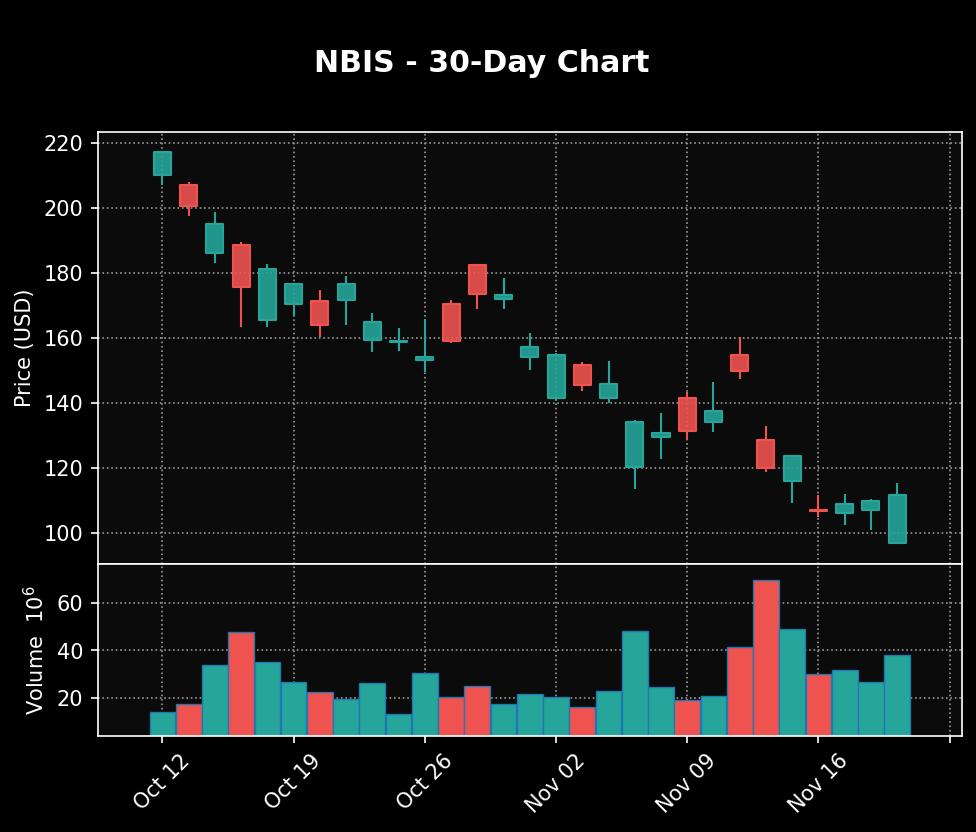 NBIS - 30-Day Chart
Price (USD)
220
200
180
160
140
120
100
Volume 10⁶
60
40
20
Oct 12
Oct 19
Oct 26
Nov 02
Nov 09
Nov 16